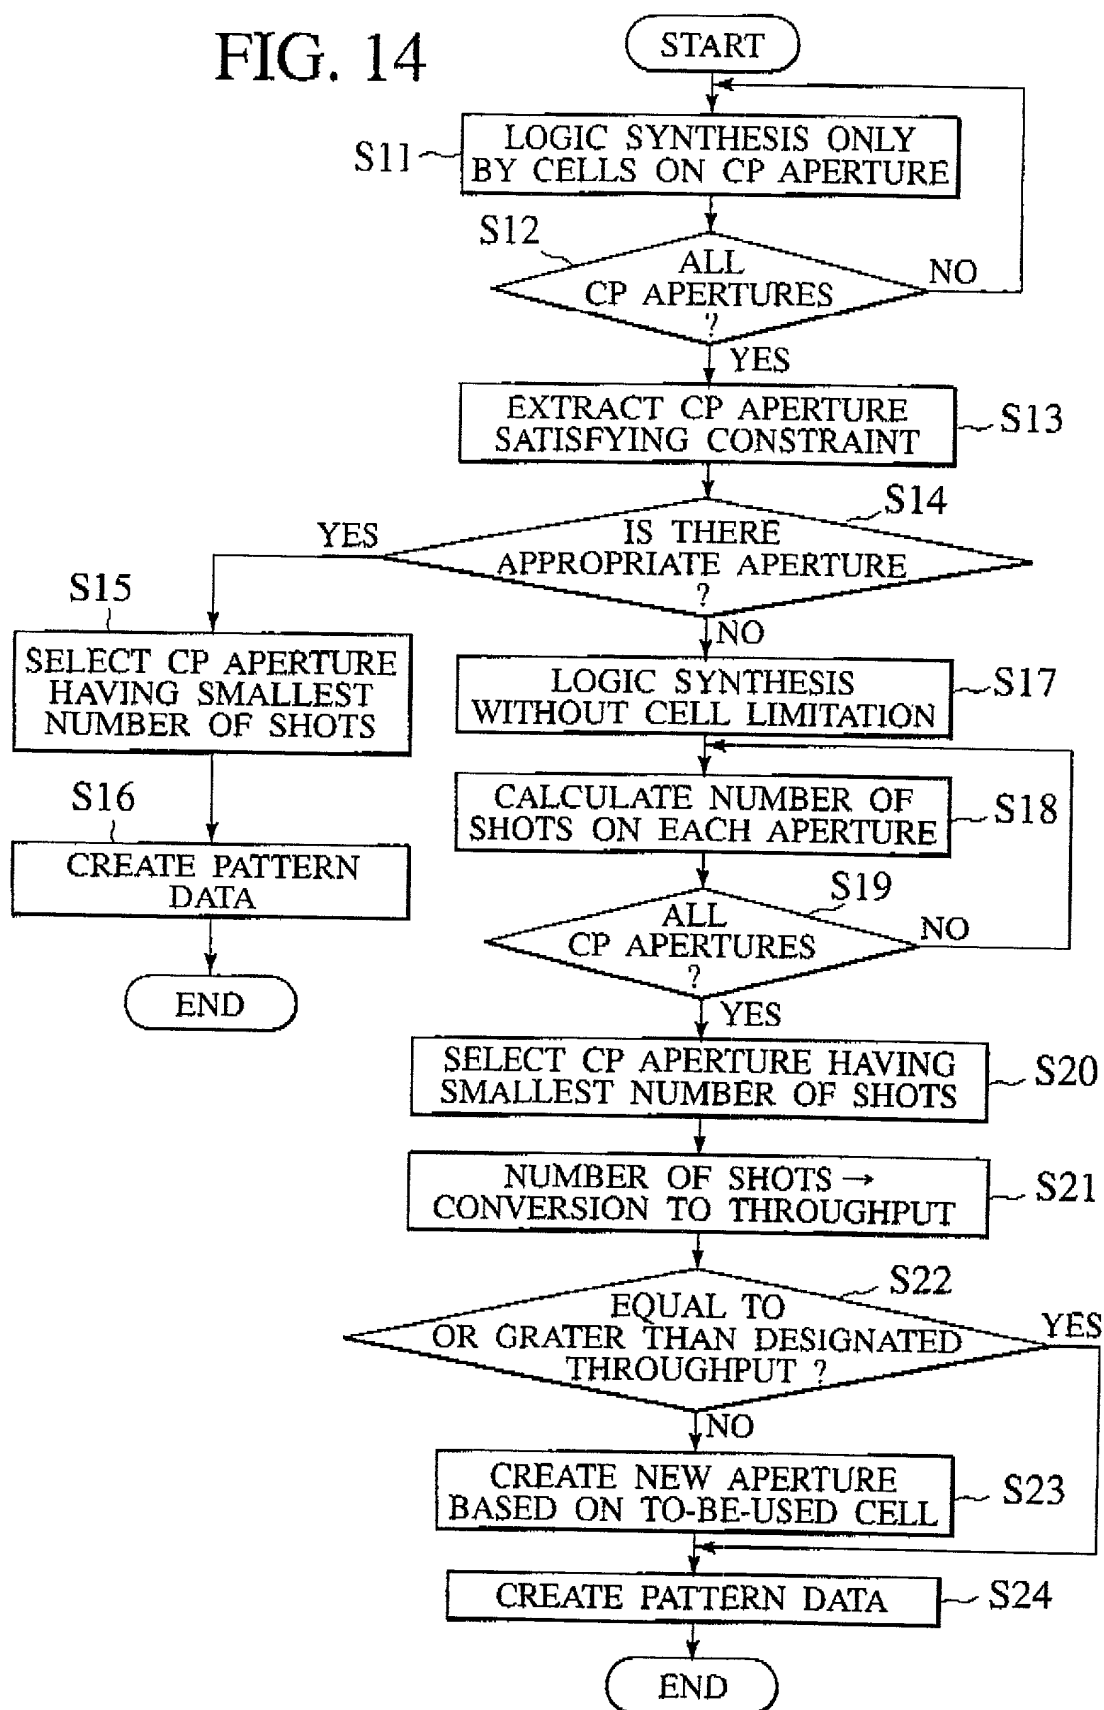 FIG. 14
START
S11
LOGIC SYNTHESIS ONLY
BY CELLS ON CP APERTURE
S12
ALL
CP APERTURES
?
NO
YES
EXTRACT CP APERTURE
SATISFYING CONSTRAINT
S13
S14
IS THERE
APPROPRIATE APERTURE
?
YES
NO
S15
SELECT CP APERTURE
HAVING SMALLEST
NUMBER OF SHOTS
S16
CREATE PATTERN
DATA
END
LOGIC SYNTHESIS
WITHOUT CELL LIMITATION
S17
CALCULATE NUMBER OF
SHOTS ON EACH APERTURE
S18
S19
ALL
CP APERTURES
?
NO
YES
SELECT CP APERTURE HAVING
SMALLEST NUMBER OF SHOTS
S20
NUMBER OF SHOTS →
CONVERSION TO THROUGHPUT
S21
S22
EQUAL TO
OR GRATER THAN DESIGNATED
THROUGHPUT ?
YES
NO
CREATE NEW APERTURE
BASED ON TO-BE-USED CELL
S23
CREATE PATTERN DATA
S24
END